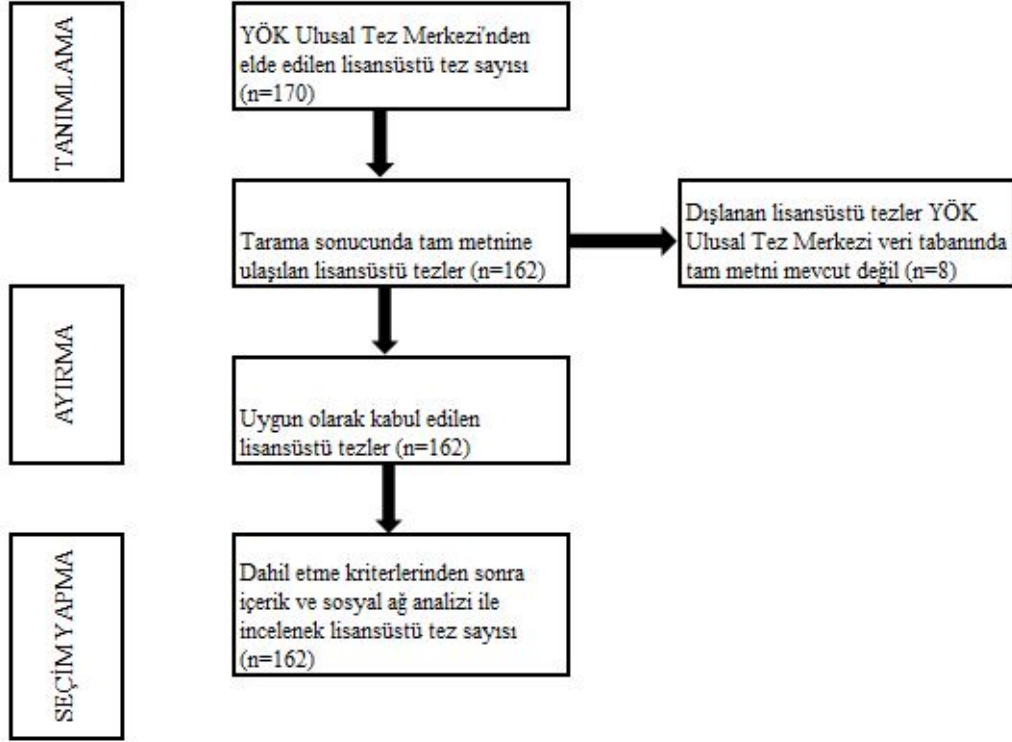 TANIMLAMA
YÖK Ulusal Tez Merkezi'nden
elde edilen lisansüstü tez sayısı
(n=170)
Tarama sonucunda tam metnine
ulaşılan lisansüstü tezler (n=162)
Dışlanan lisansüstü tezler YÖK
Ulusal Tez Merkezi veri tabanında
tam metni mevcut değil (n=8)
AYIRMA
Uygun olarak kabul edilen
lisansüstü tezler (n=162)
SEÇİM YAPMA
Dahil etme kriterlerinden sonra
içerik ve sosyal ağ analizi ile
incelenek lisansüstü tez sayısı
(n=162)